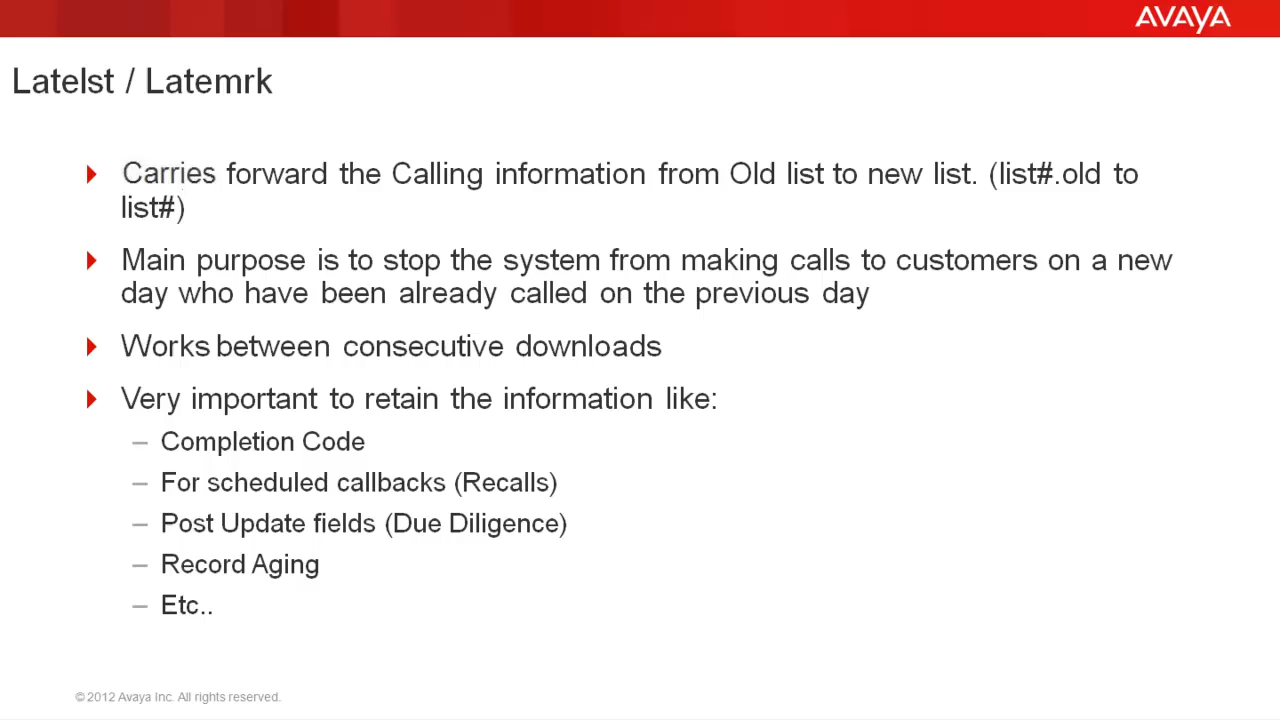 AVAYA
Latelst / Latemrk
Carries forward the Calling information from Old list to new list. (list#.old to
list#)
Main purpose is to stop the system from making calls to customers on a new
day who have been already called on the previous day
Works between consecutive downloads
Very important to retain the information like:
– Completion Code
– For scheduled callbacks (Recalls)
– Post Update fields (Due Diligence)
– Record Aging
– Etc..
© 2012 Avaya Inc. All rights reserved.